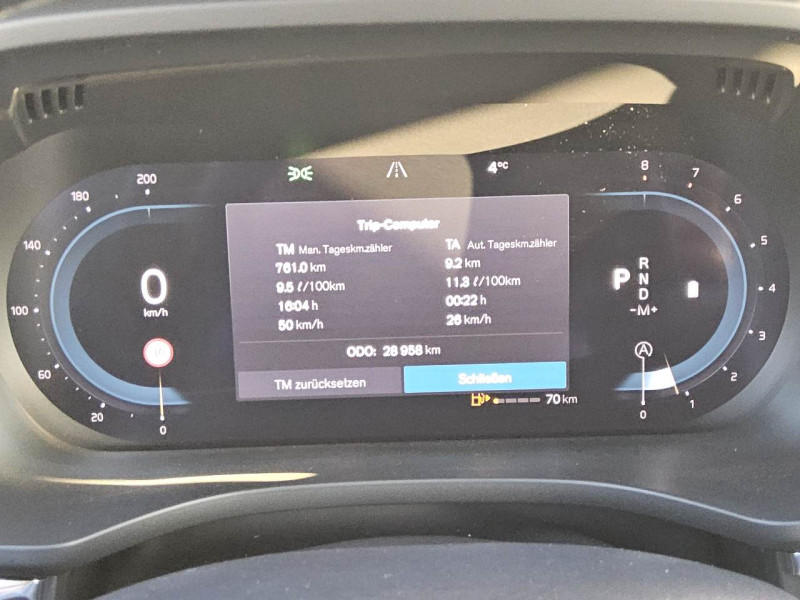 200
180
140
100
60
20
0
0
km/h
4°C
Trip-Computer
TM Man. Tageskm.zähler
761.0 km
9.5 ℓ/100km
16:04 h
50 km/h
TA Aut. Tageskm.zähler
9.2 km
11.3 ℓ/100km
00:22 h
26 km/h
ODO: 28 958 km
TM zurücksetzen
Schließen
70 km
P
R
N
D
-M+
A
8
7
6
5
4
3
2
1
0